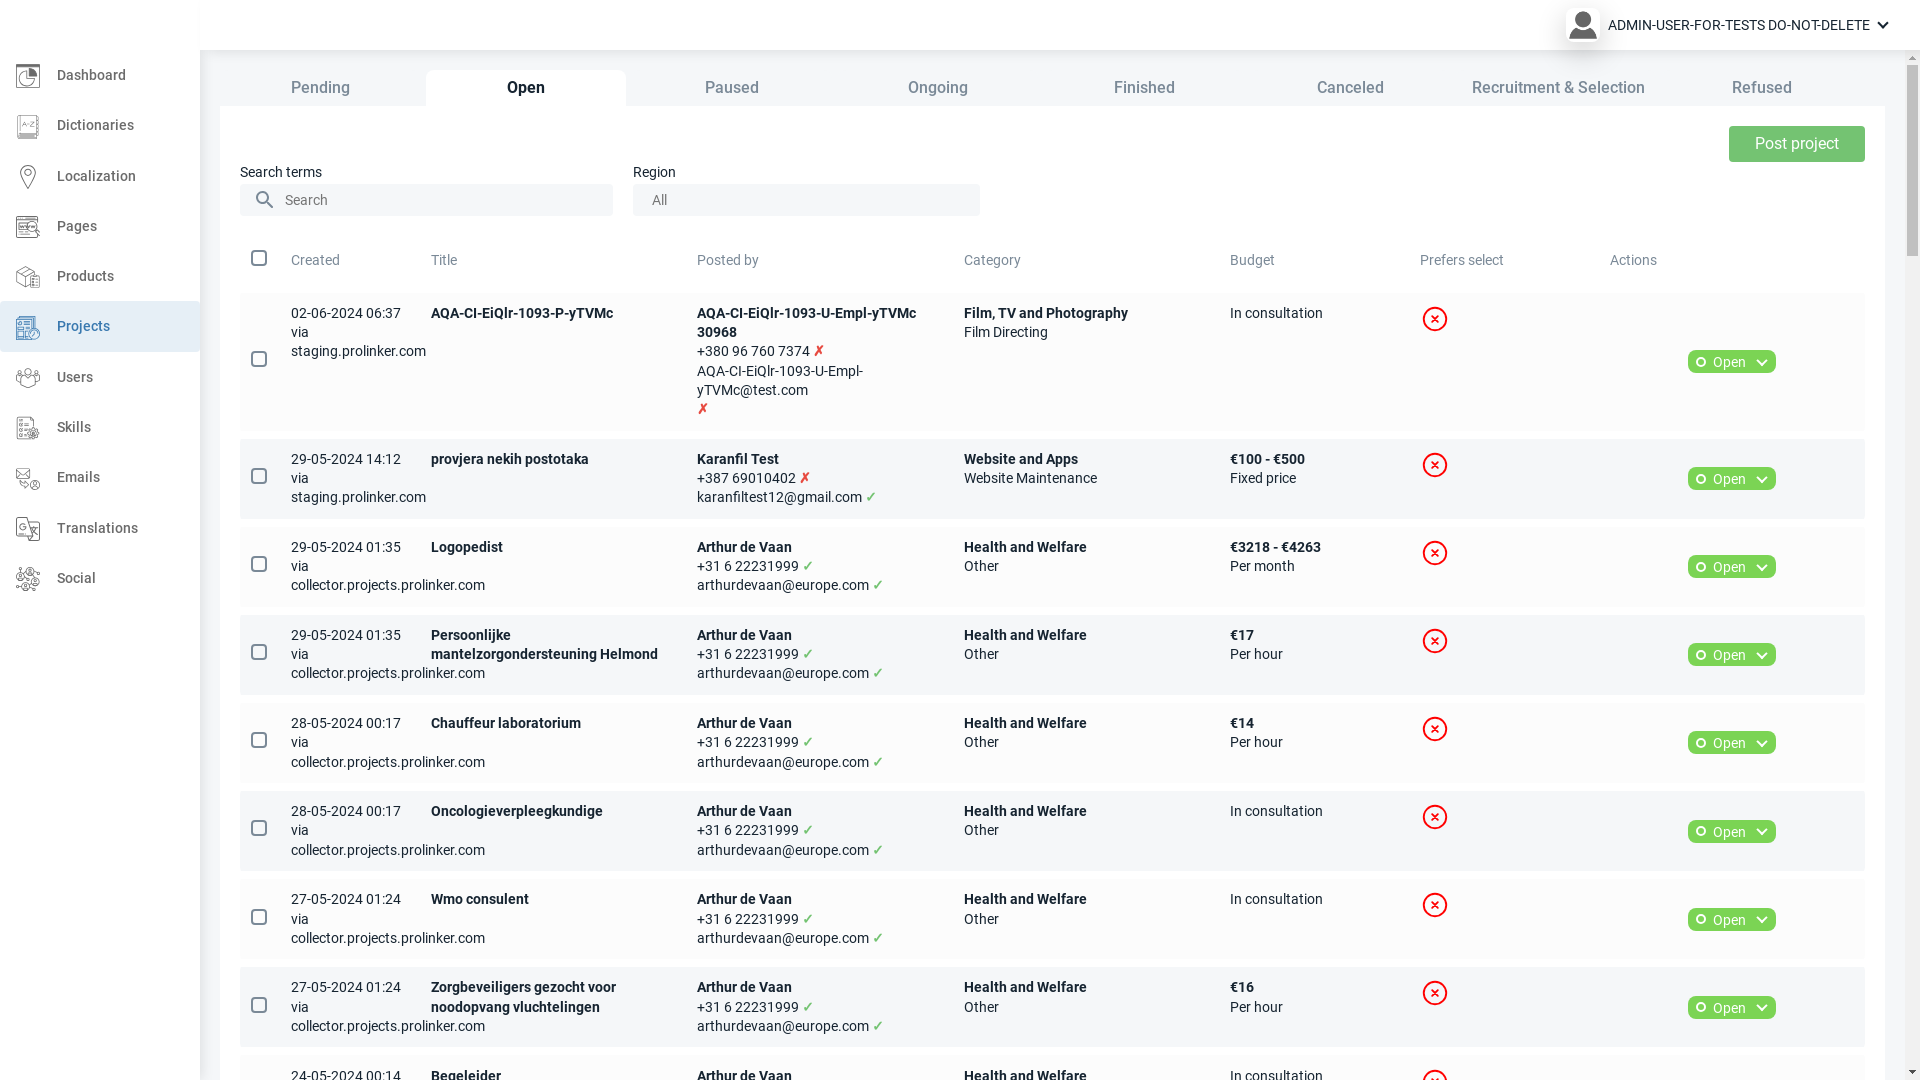 ADMIN-USER-FOR-TESTS DO-NOT-DELETE
Dashboard
Dictionaries
Localization
Pages
Products
Projects
Users
Skills
Emails
Translations
Social
Pending
Open
Paused
Ongoing
Finished
Canceled
Recruitment & Selection
Refused
Post project
Search terms
Region
Search
All
Created
Title
Posted by
Category
Budget
Prefers select
Actions
02-06-2024 06:37
via
staging.prolinker.com
AQA-CI-EiQlr-1093-P-yTVMc
AQA-CI-EiQlr-1093-U-Empl-yTVMc
30968
+380 96 760 7374 ✗
AQA-CI-EiQlr-1093-U-Empl-
yTVMc@test.com
✗
Film, TV and Photography
Film Directing
In consultation
Open
29-05-2024 14:12
via
staging.prolinker.com
provjera nekih postotaka
Karanfil Test
+387 69010402 ✗
karanfiltest12@gmail.com ✓
Website and Apps
Website Maintenance
€100 - €500
Fixed price
Open
29-05-2024 01:35
via
collector.projects.prolinker.com
Logopedist
Arthur de Vaan
+31 6 22231999 ✓
arthurdevaan@europe.com ✓
Health and Welfare
Other
€3218 - €4263
Per month
Open
29-05-2024 01:35
via
collector.projects.prolinker.com
Persoonlijke
mantelzorgondersteuning Helmond
Arthur de Vaan
+31 6 22231999 ✓
arthurdevaan@europe.com ✓
Health and Welfare
Other
€17
Per hour
Open
28-05-2024 00:17
via
collector.projects.prolinker.com
Chauffeur laboratorium
Arthur de Vaan
+31 6 22231999 ✓
arthurdevaan@europe.com ✓
Health and Welfare
Other
€14
Per hour
Open
28-05-2024 00:17
via
collector.projects.prolinker.com
Oncologieverpleegkundige
Arthur de Vaan
+31 6 22231999 ✓
arthurdevaan@europe.com ✓
Health and Welfare
Other
In consultation
Open
27-05-2024 01:24
via
collector.projects.prolinker.com
Wmo consulent
Arthur de Vaan
+31 6 22231999 ✓
arthurdevaan@europe.com ✓
Health and Welfare
Other
In consultation
Open
27-05-2024 01:24
via
collector.projects.prolinker.com
Zorgbeveiligers gezocht voor
noodopvang vluchtelingen
Arthur de Vaan
+31 6 22231999 ✓
arthurdevaan@europe.com ✓
Health and Welfare
Other
€16
Per hour
Open
24-05-2024 00:14
Begeleider
Arthur de Vaan
Health and Welfare
In consultation